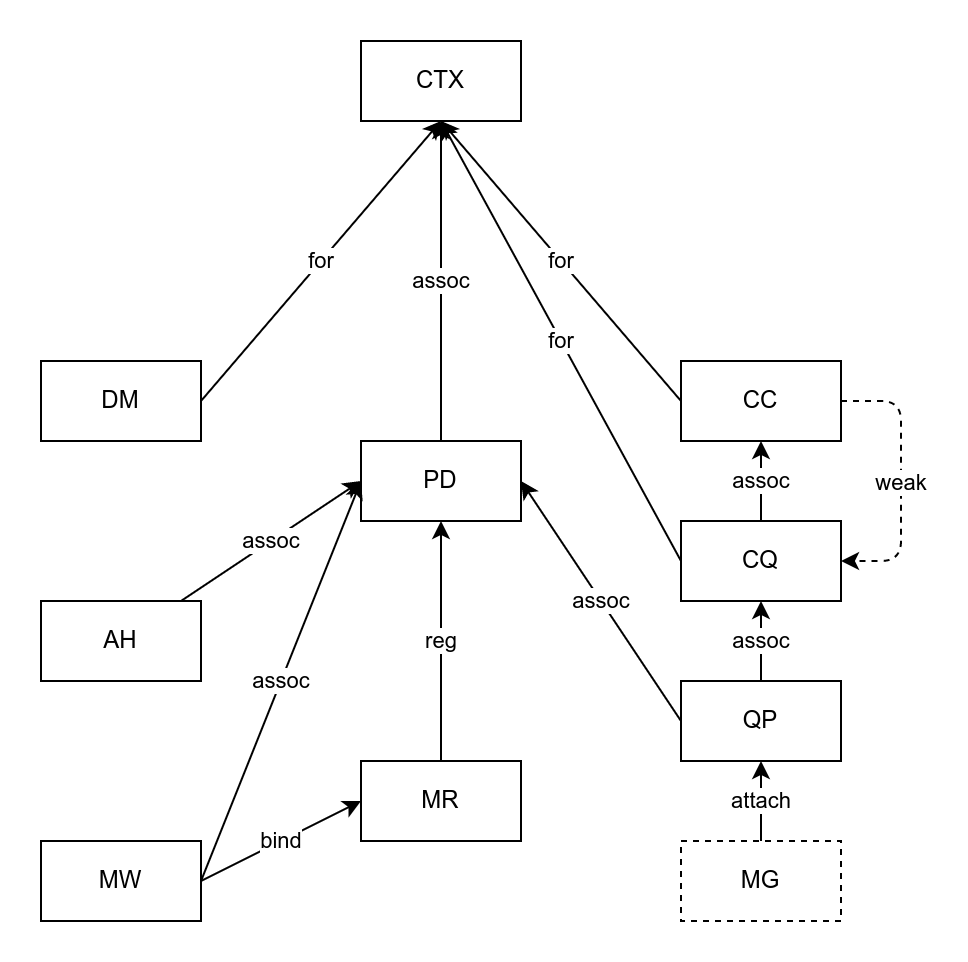 CTX
for
for
assoc
for
DM
CC
PD
assoc
weak
assoc
CQ
assoc
AH
reg
assoc
assoc
QP
MR
attach
bind
MW
MG